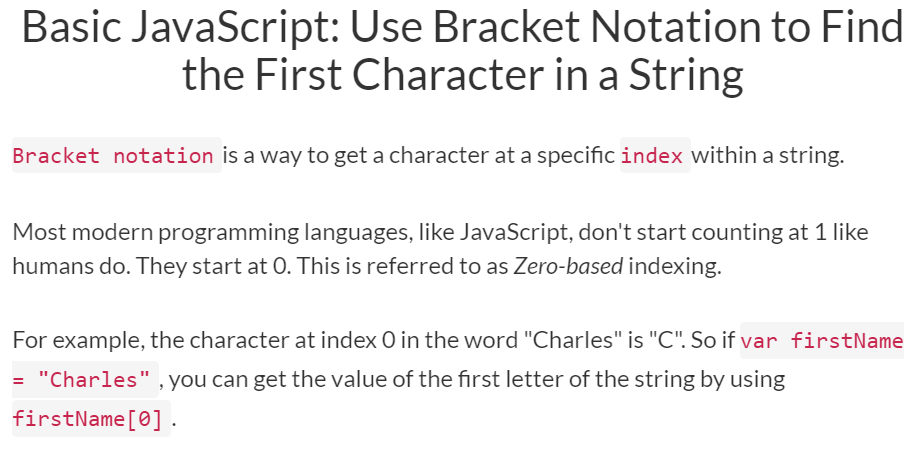 Basic JavaScript: Use Bracket Notation to Find
the First Character in a String
Bracket notation is a way to get a character at a specific index within a string.
Most modern programming languages, like JavaScript, don't start counting at 1 like
humans do. They start at 0. This is referred to as Zero-based indexing.
For example, the character at index 0 in the word "Charles" is "C". So if var firstName
= "Charles" , you can get the value of the first letter of the string by using
firstName[0] .